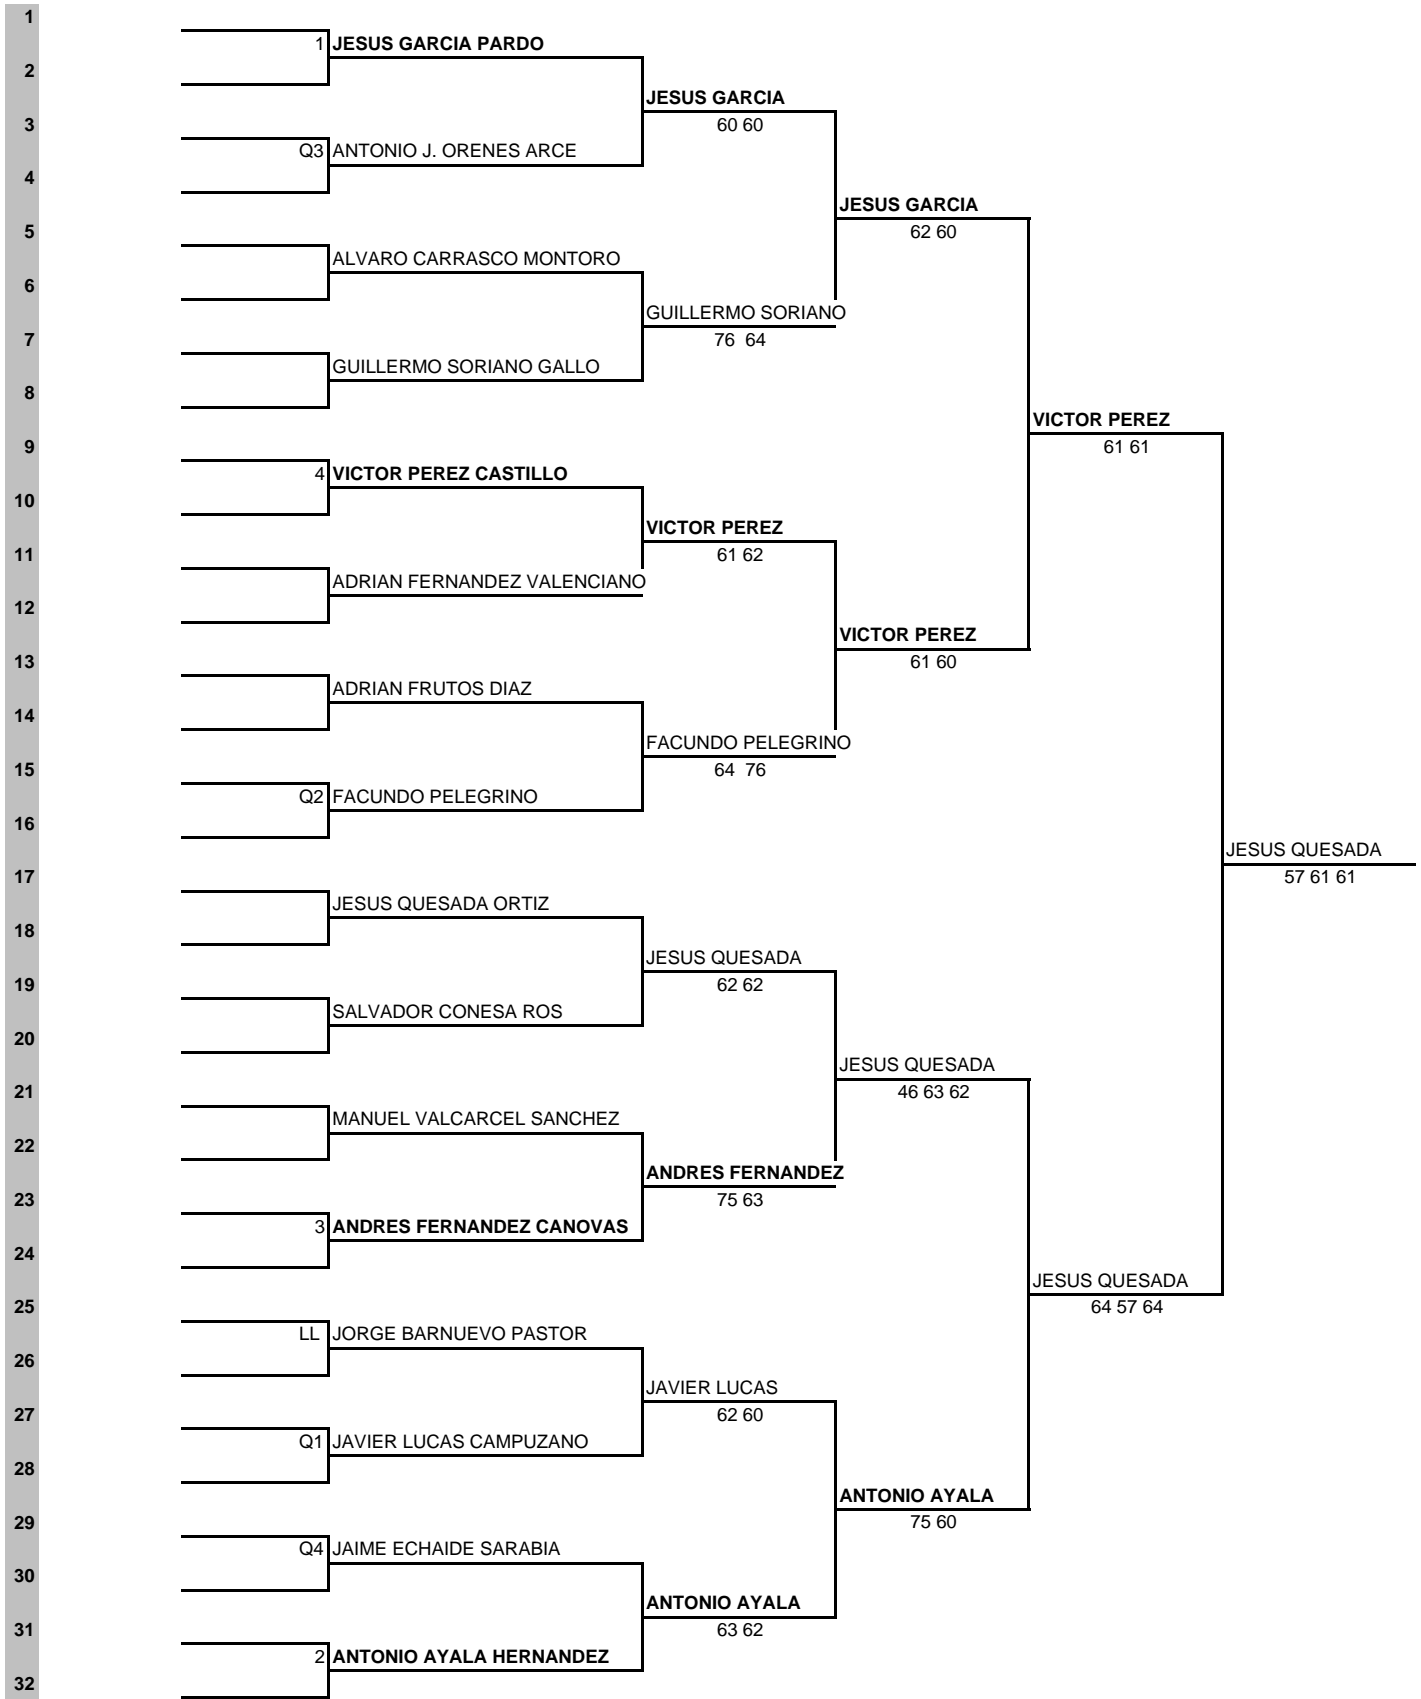 1
1 JESUS GARCIA PARDO
2
JESUS GARCIA
3
60 60
Q3 ANTONIO J. ORENES ARCE
4
JESUS GARCIA
5
62 60
ALVARO CARRASCO MONTORO
6
GUILLERMO SORIANO
7
76 64
GUILLERMO SORIANO GALLO
8
VICTOR PEREZ
9
61 61
4 VICTOR PEREZ CASTILLO
10
VICTOR PEREZ
11
61 62
ADRIAN FERNANDEZ VALENCIANO
12
VICTOR PEREZ
13
61 60
ADRIAN FRUTOS DIAZ
14
FACUNDO PELEGRINO
15
64 76
Q2 FACUNDO PELEGRINO
16
JESUS QUESADA
17
57 61 61
JESUS QUESADA ORTIZ
18
JESUS QUESADA
19
62 62
SALVADOR CONESA ROS
20
JESUS QUESADA
21
46 63 62
MANUEL VALCARCEL SANCHEZ
22
ANDRES FERNANDEZ
23
75 63
3 ANDRES FERNANDEZ CANOVAS
24
JESUS QUESADA
25
64 57 64
LL JORGE BARNUEVO PASTOR
26
JAVIER LUCAS
27
62 60
Q1 JAVIER LUCAS CAMPUZANO
28
ANTONIO AYALA
29
75 60
Q4 JAIME ECHAIDE SARABIA
30
ANTONIO AYALA
31
63 62
2 ANTONIO AYALA HERNANDEZ
32